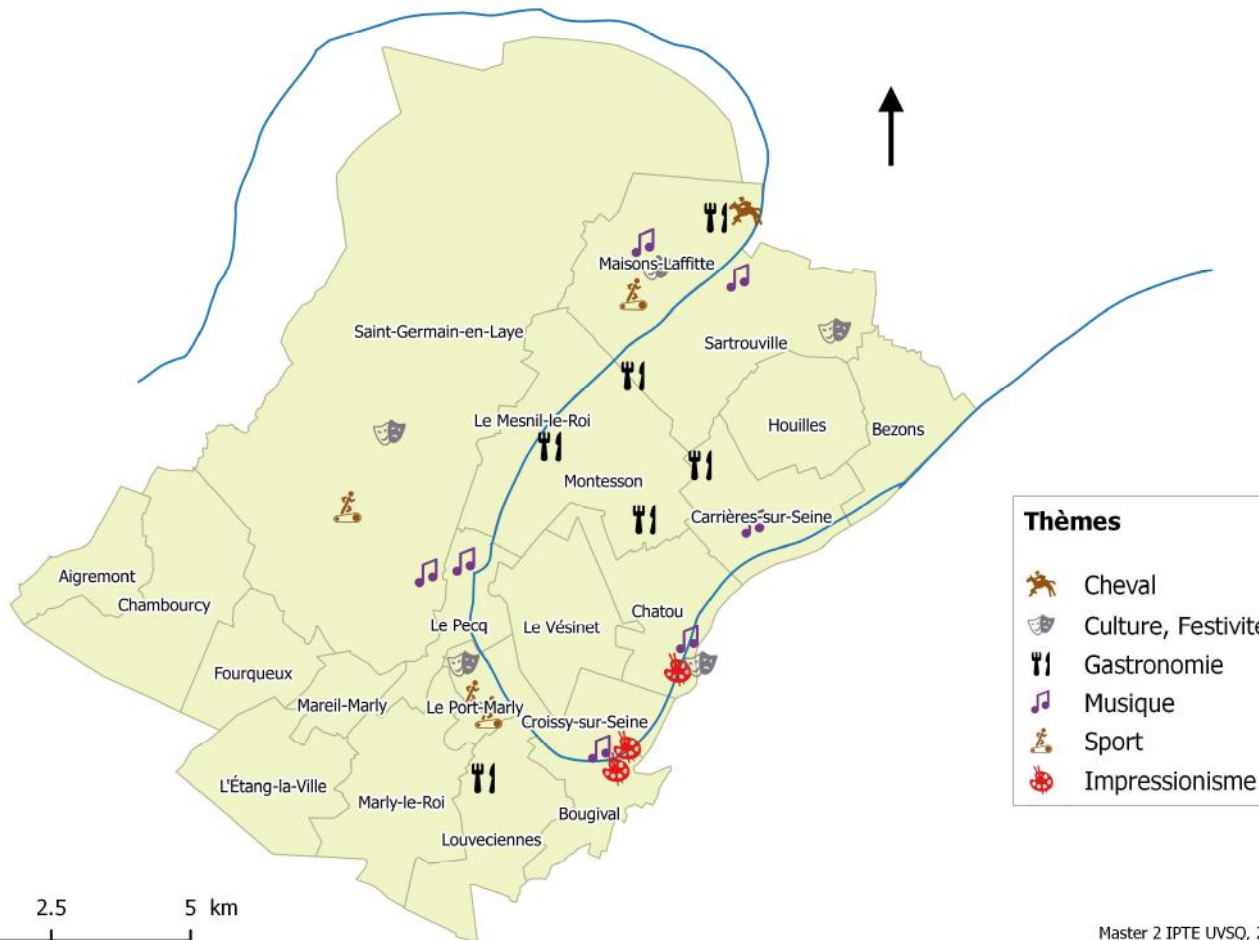 Maisons-Laffitte
Saint-Germain-en-Laye
Sartrouville
Le Mesnil-le-Roi
Houilles
Bezons
Montesson
Carrières-sur-Seine
Aigremont
Chambourcy
Le Pecq
Le Vésinet
Chatou
Fourqueux
Mareil-Marly
Le Port-Marly
Croissy-sur-Seine
L'Étang-la-Ville
Marly-le-Roi
Bougival
Louveciennes
Thèmes
Cheval
Culture, Festivité
Gastronomie
Musique
Sport
Impressionisme
2.5 5 km
Master 2 IPTE UVSQ,